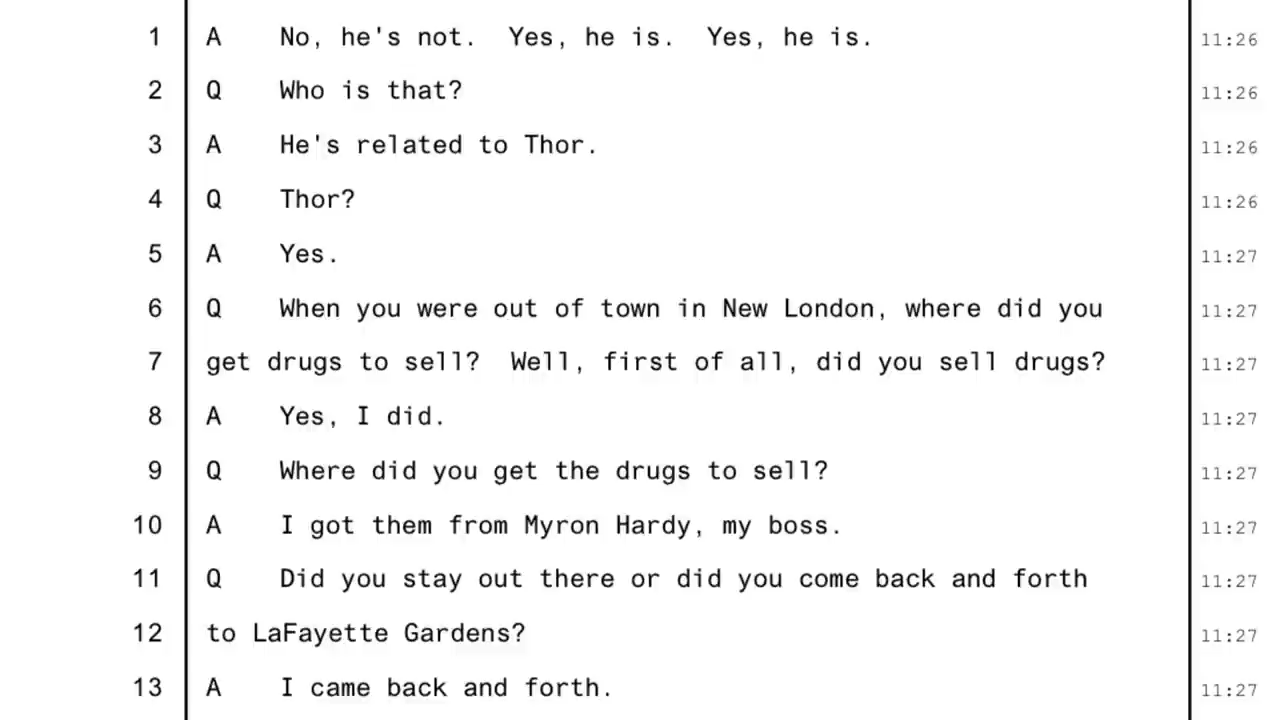 1 A No, he's not. Yes, he is. Yes, he is. 11:26
2 Q Who is that? 11:26
3 A He's related to Thor. 11:26
4 Q Thor? 11:26
5 A Yes. 11:27
6 Q When you were out of town in New London, where did you 11:27
7 get drugs to sell? Well, first of all, did you sell drugs? 11:27
8 A Yes, I did. 11:27
9 Q Where did you get the drugs to sell? 11:27
10 A I got them from Myron Hardy, my boss. 11:27
11 Q Did you stay out there or did you come back and forth 11:27
12 to LaFayette Gardens? 11:27
13 A I came back and forth. 11:27